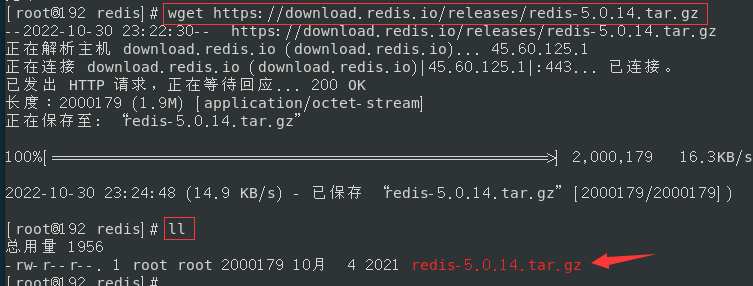 [root@192 redis]# wget https://download.redis.io/releases/redis-5.0.14.tar.gz
--2022-10-30 23:22:30--  https://download.redis.io/releases/redis-5.0.14.tar.gz
正在解析主机 download.redis.io (download.redis.io)... 45.60.125.1
正在连接 download.redis.io (download.redis.io)|45.60.125.1|:443... 已连接。
已发出 HTTP 请求，正在等待回应... 200 OK
长度：2000179 (1.9M) [application/octet-stream]
正在保存至: “redis-5.0.14.tar.gz”
100%[======================================>] 2,000,179   16.3KB/s
2022-10-30 23:24:48 (14.9 KB/s) - 已保存 “redis-5.0.14.tar.gz” [2000179/2000179])
[root@192 redis]# ll
总用量 1956
-rw-r--r--. 1 root root 2000179 10月  4 2021 redis-5.0.14.tar.gz
[root@192 redis]#